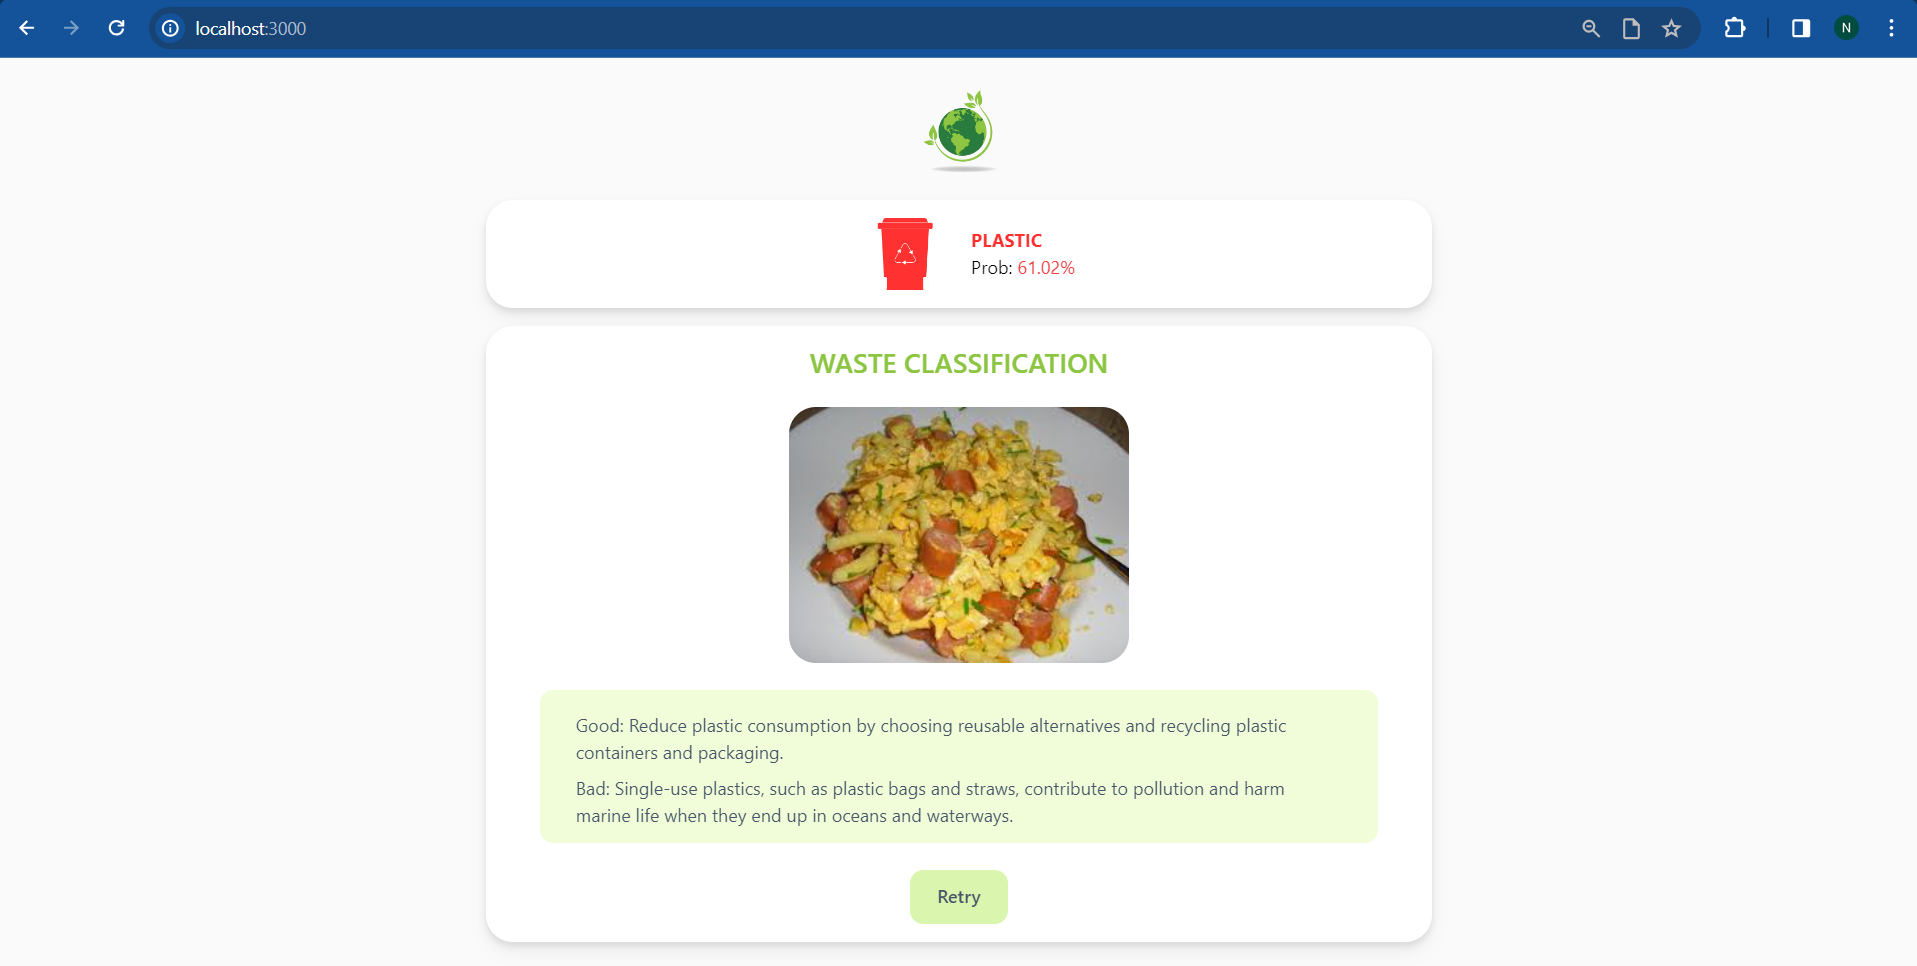 localhost:3000
N
PLASTIC
Prob: 61.02%
WASTE CLASSIFICATION
Good: Reduce plastic consumption by choosing reusable alternatives and recycling plastic
containers and packaging.
Bad: Single-use plastics, such as plastic bags and straws, contribute to pollution and harm
marine life when they end up in oceans and waterways.
Retry